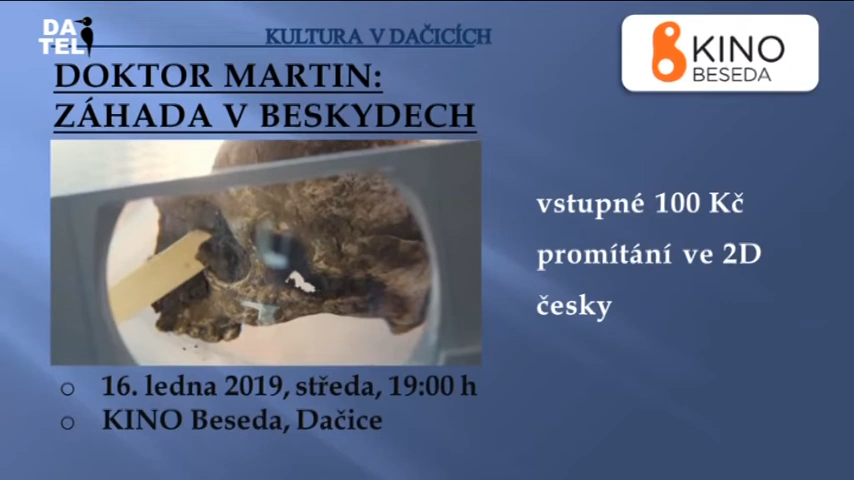 DA
TEL
KULTURA V DAČICÍCH
KINO
BESEDA
DOKTOR MARTIN:
ZÁHADA V BESKYDECH
vstupné 100 Kč
promítání ve 2D
česky
16. ledna 2019, středa, 19:00 h
KINO Beseda, Dačice